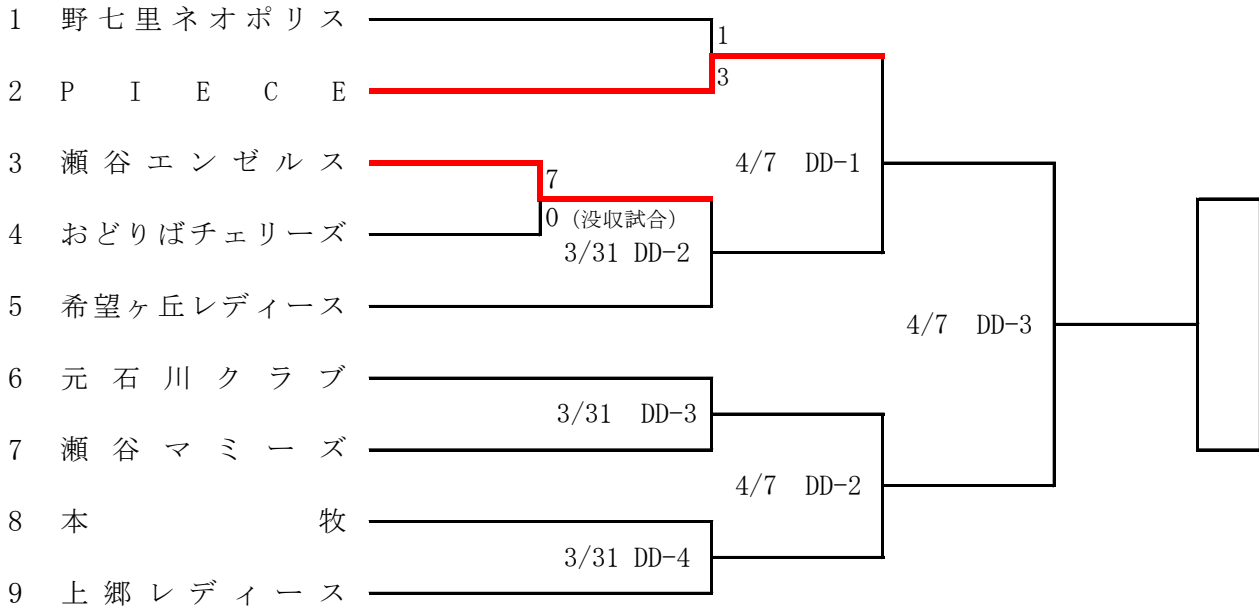 1 野七里ネオポリス
1
2 PIECE
3
3 瀬谷エンゼルス
7
4/7 DD-1
0 (没収試合)
4 おどりばチェリーズ
3/31 DD-2
5 希望ヶ丘レディース
4/7 DD-3
6 元石川クラブ
3/31 DD-3
7 瀬谷マミーズ
4/7 DD-2
8 本牧
3/31 DD-4
9 上郷レディース